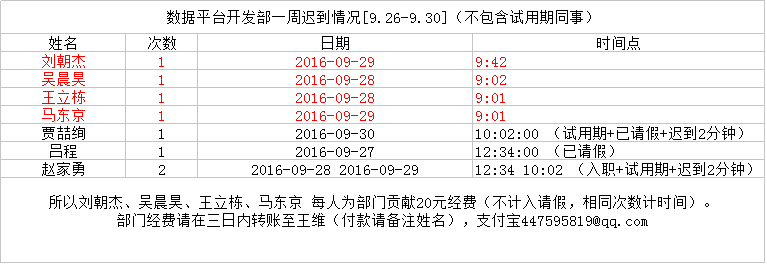 数据平台开发部一周迟到情况[9.26-9.30]（不包含试用期同事）
姓名 次数 日期 时间点
刘朝杰 1 2016-09-29 9:42
吴晨昊 1 2016-09-28 9:02
王立栋 1 2016-09-28 9:01
马东京 1 2016-09-29 9:01
贾喆绚 1 2016-09-30 10:02:00 （试用期+已请假+迟到2分钟）
吕程 1 2016-09-27 12:34:00 （已请假）
赵家勇 2 2016-09-28 2016-09-29 12:34 10:02 （入职+试用期+迟到2分钟）
所以刘朝杰、吴晨昊、王立栋、马东京 每人为部门贡献20元经费（不计入请假，相同次数计时间）。
部门经费请在三日内转账至王维（付款请备注姓名），支付宝447595819@qq.com